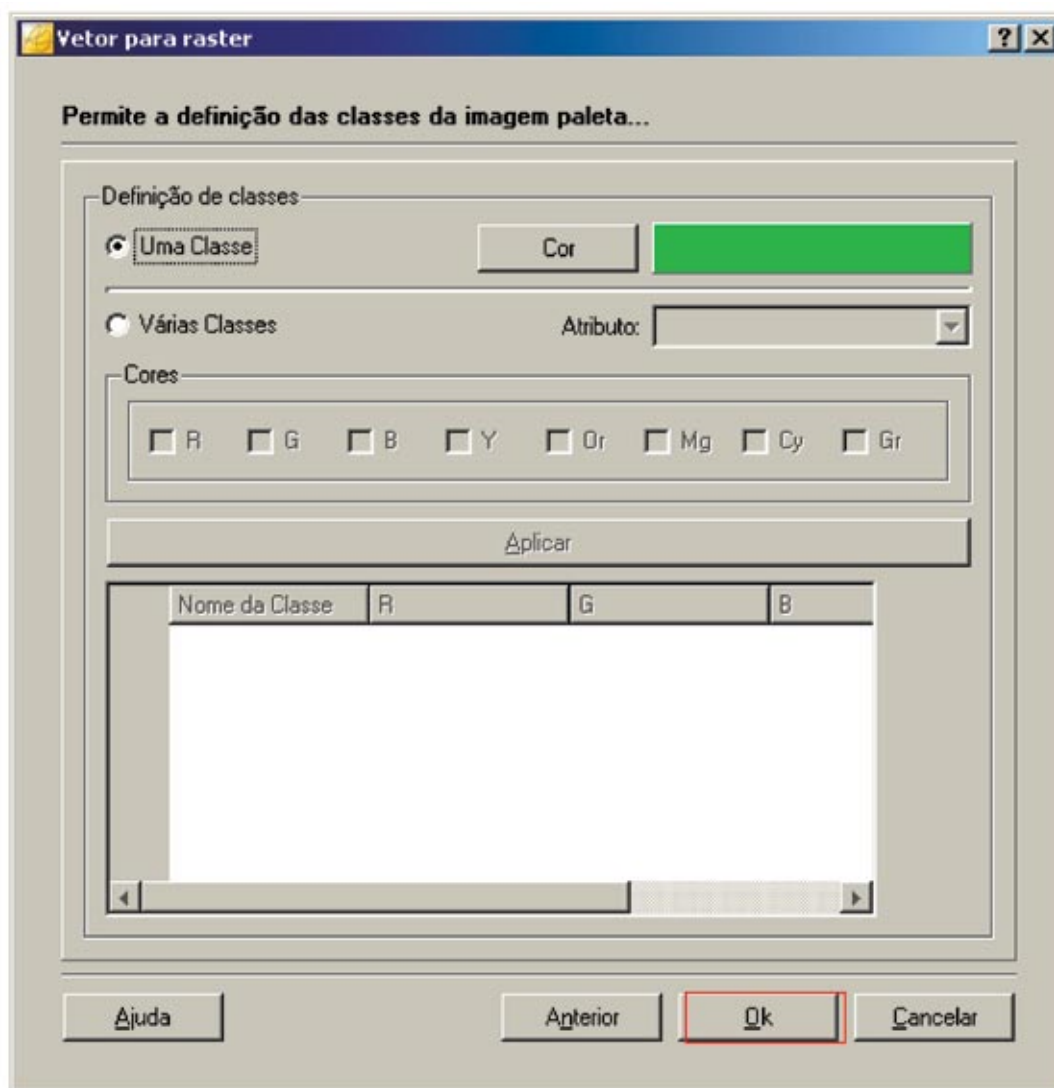 Vetor para raster
Permite a definição das classes da imagem paleta...
Definição de classes
Uma Classe Cor
Várias Classes Atributo:
Cores
R G B Y Or Mg Cy Gr
Aplicar
Nome da Classe R G B
Ajuda Anterior Ok Cancelar